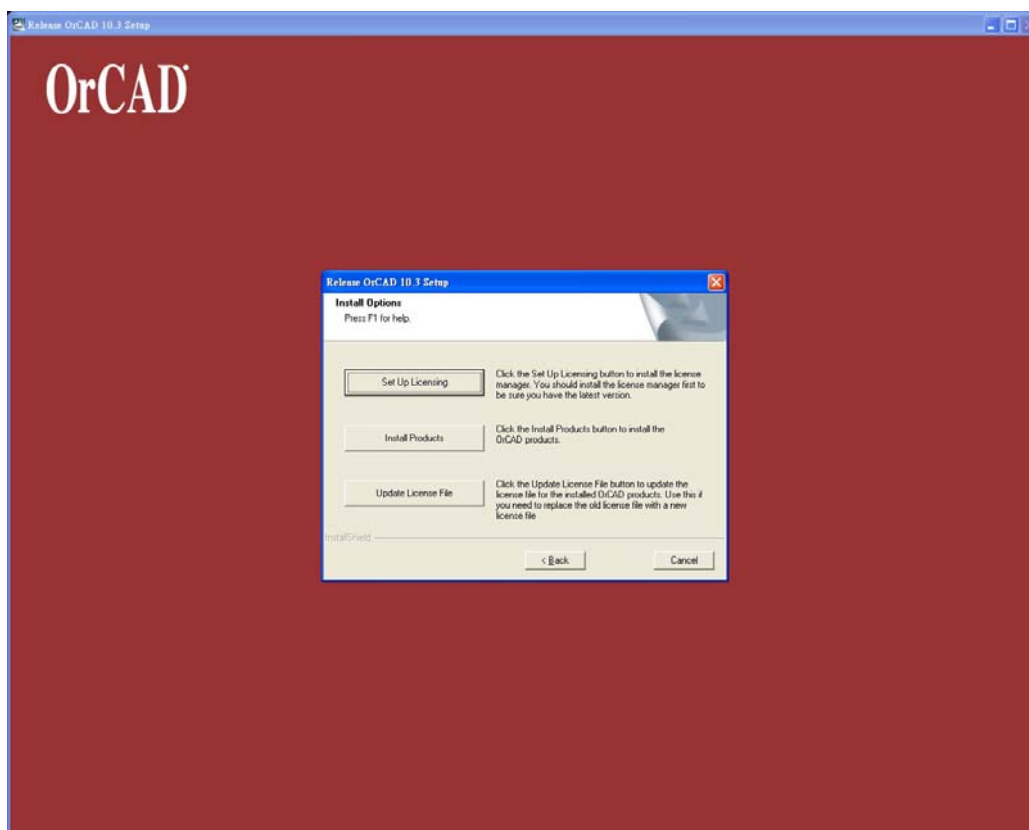 Release OrCAD 10.3 Setup
OrCAD
Release OrCAD 10.3 Setup
Install Options
Press F1 for help.
Set Up Licensing
Click the Set Up Licensing button to install the license
manager. You should install the license manager first to
be sure you have the latest version.
Install Products
Click the Install Products button to install the
OrCAD products.
Update License File
Click the Update License File button to update the
license file for the installed OrCAD products. Use this if
you need to replace the old license file with a new
license file
InstallShield
< Back
Cancel